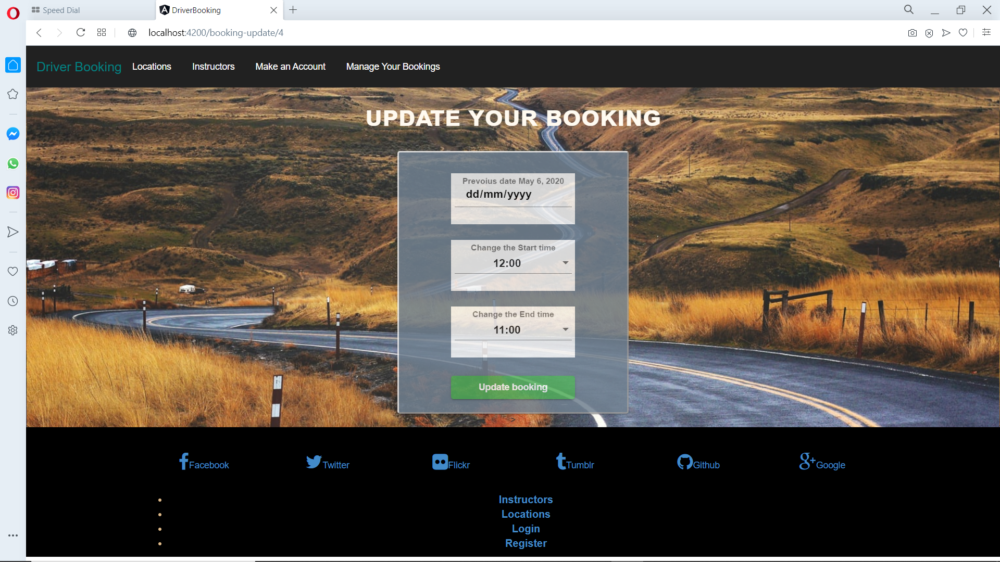 Speed Dial
DriverBooking
localhost:4200/booking-update/4
Driver Booking Locations Instructors Make an Account Manage Your Bookings
UPDATE YOUR BOOKING
Prevoius date May 6, 2020
dd/mm/yyyy
Change the Start time
12:00
Change the End time
11:00
Update booking
>
Facebook Twitter Flickr Tumblr Github Google
Instructors
Locations
Login
Register